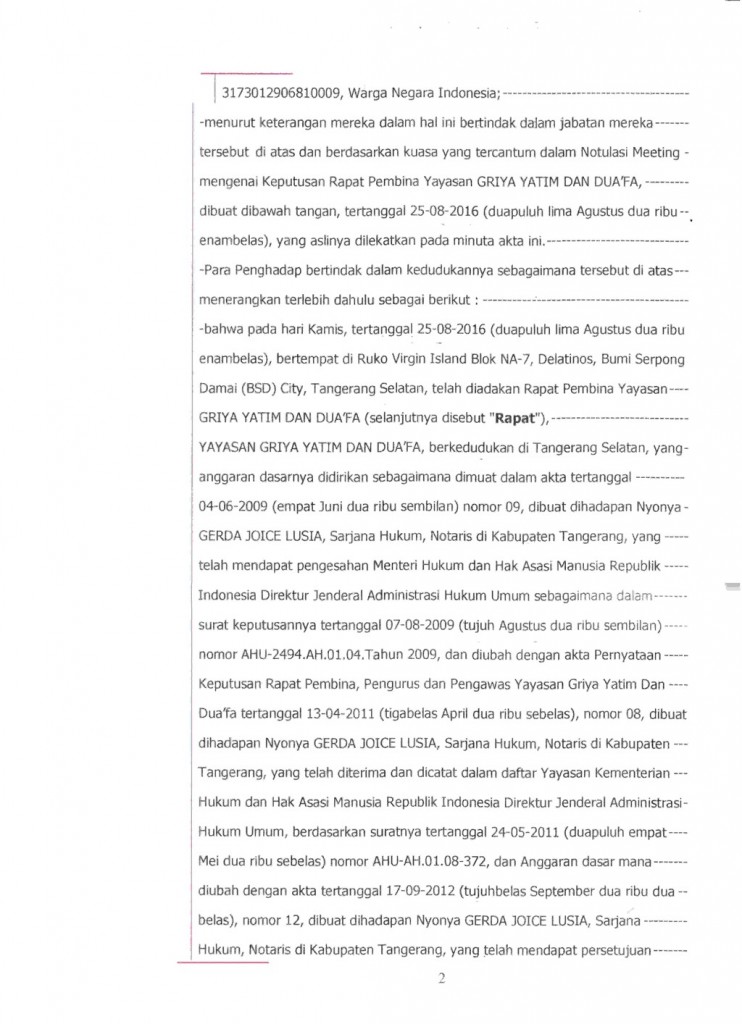 3173012906810009, Warga Negara Indonesia;---------------------------------------
-menurut keterangan mereka dalam hal ini bertindak dalam jabatan mereka-------
tersebut di atas dan berdasarkan kuasa yang tercantum dalam Notulasi Meeting -
mengenai Keputusan Rapat Pembina Yayasan GRIYA YATIM DAN DUA'FA, ---------
dibuat dibawah tangan, tertanggal 25-08-2016 (duapuluh lima Agustus dua ribu --
enambelas), yang aslinya dilekatkan pada minuta akta ini.-----------------------------
-Para Penghadap bertindak dalam kedudukannya sebagaimana tersebut di atas---
menerangkan terlebih dahulu sebagai berikut : -------------------------------------------
-bahwa pada hari Kamis, tertanggal 25-08-2016 (duapuluh lima Agustus dua ribu
enambelas), bertempat di Ruko Virgin Island Blok NA-7, Delatinos, Bumi Serpong
Damai (BSD) City, Tangerang Selatan, telah diadakan Rapat Pembina Yayasan----
GRIYA YATIM DAN DUA'FA (selanjutnya disebut "Rapat"),----------------------------
YAYASAN GRIYA YATIM DAN DUA'FA, berkedudukan di Tangerang Selatan, yang-
anggaran dasarnya didirikan sebagaimana dimuat dalam akta tertanggal ----------
04-06-2009 (empat Juni dua ribu sembilan) nomor 09, dibuat dihadapan Nyonya -
GERDA JOICE LUSIA, Sarjana Hukum, Notaris di Kabupaten Tangerang, yang -----
telah mendapat pengesahan Menteri Hukum dan Hak Asasi Manusia Republik -----
Indonesia Direktur Jenderal Administrasi Hukum Umum sebagaimana dalam-------
surat keputusannya tertanggal 07-08-2009 (tujuh Agustus dua ribu sembilan) -----
nomor AHU-2494.AH.01.04.Tahun 2009, dan diubah dengan akta Pernyataan -----
Keputusan Rapat Pembina, Pengurus dan Pengawas Yayasan Griya Yatim Dan ----
Dua'fa tertanggal 13-04-2011 (tigabelas April dua ribu sebelas), nomor 08, dibuat
dihadapan Nyonya GERDA JOICE LUSIA, Sarjana Hukum, Notaris di Kabupaten ---
Tangerang, yang telah diterima dan dicatat dalam daftar Yayasan Kementerian ---
Hukum dan Hak Asasi Manusia Republik Indonesia Direktur Jenderal Administrasi-
Hukum Umum, berdasarkan suratnya tertanggal 24-05-2011 (duapuluh empat----
Mei dua ribu sebelas) nomor AHU-AH.01.08-372, dan Anggaran dasar mana-------
diubah dengan akta tertanggal 17-09-2012 (tujuhbelas September dua ribu dua --
belas), nomor 12, dibuat dihadapan Nyonya GERDA JOICE LUSIA, Sarjana ---------
Hukum, Notaris di Kabupaten Tangerang, yang telah mendapat persetujuan-------
2